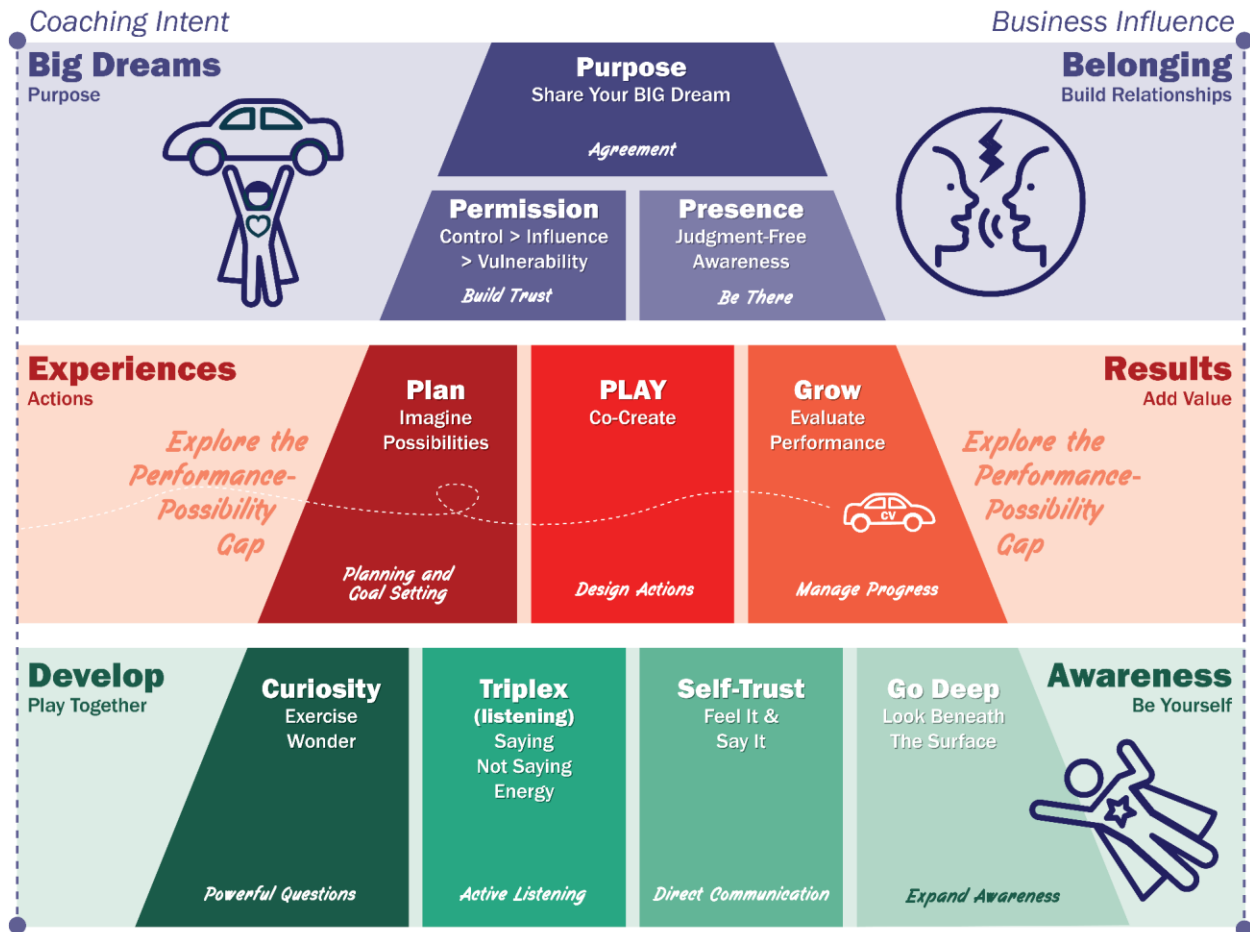 Coaching Intent
Business Influence
Big Dreams
Purpose
Purpose
Share Your BIG Dream
Agreement
Belonging
Build Relationships
Permission
Control > Influence
> Vulnerability
Build Trust
Presence
Judgment-Free
Awareness
Be There
Experiences
Actions
Explore the
Performance-
Possibility
Gap
Plan
Imagine
Possibilities
Planning and
Goal Setting
PLAY
Co-Create
Design Actions
Grow
Evaluate
Performance
CV
Manage Progress
Results
Add Value
Explore the
Performance-
Possibility
Gap
Develop
Play Together
Curiosity
Exercise
Wonder
Powerful Questions
Triplex
(listening)
Saying
Not Saying
Energy
Active Listening
Self-Trust
Feel It &
Say It
Direct Communication
Go Deep
Look Beneath
The Surface
Expand Awareness
Awareness
Be Yourself